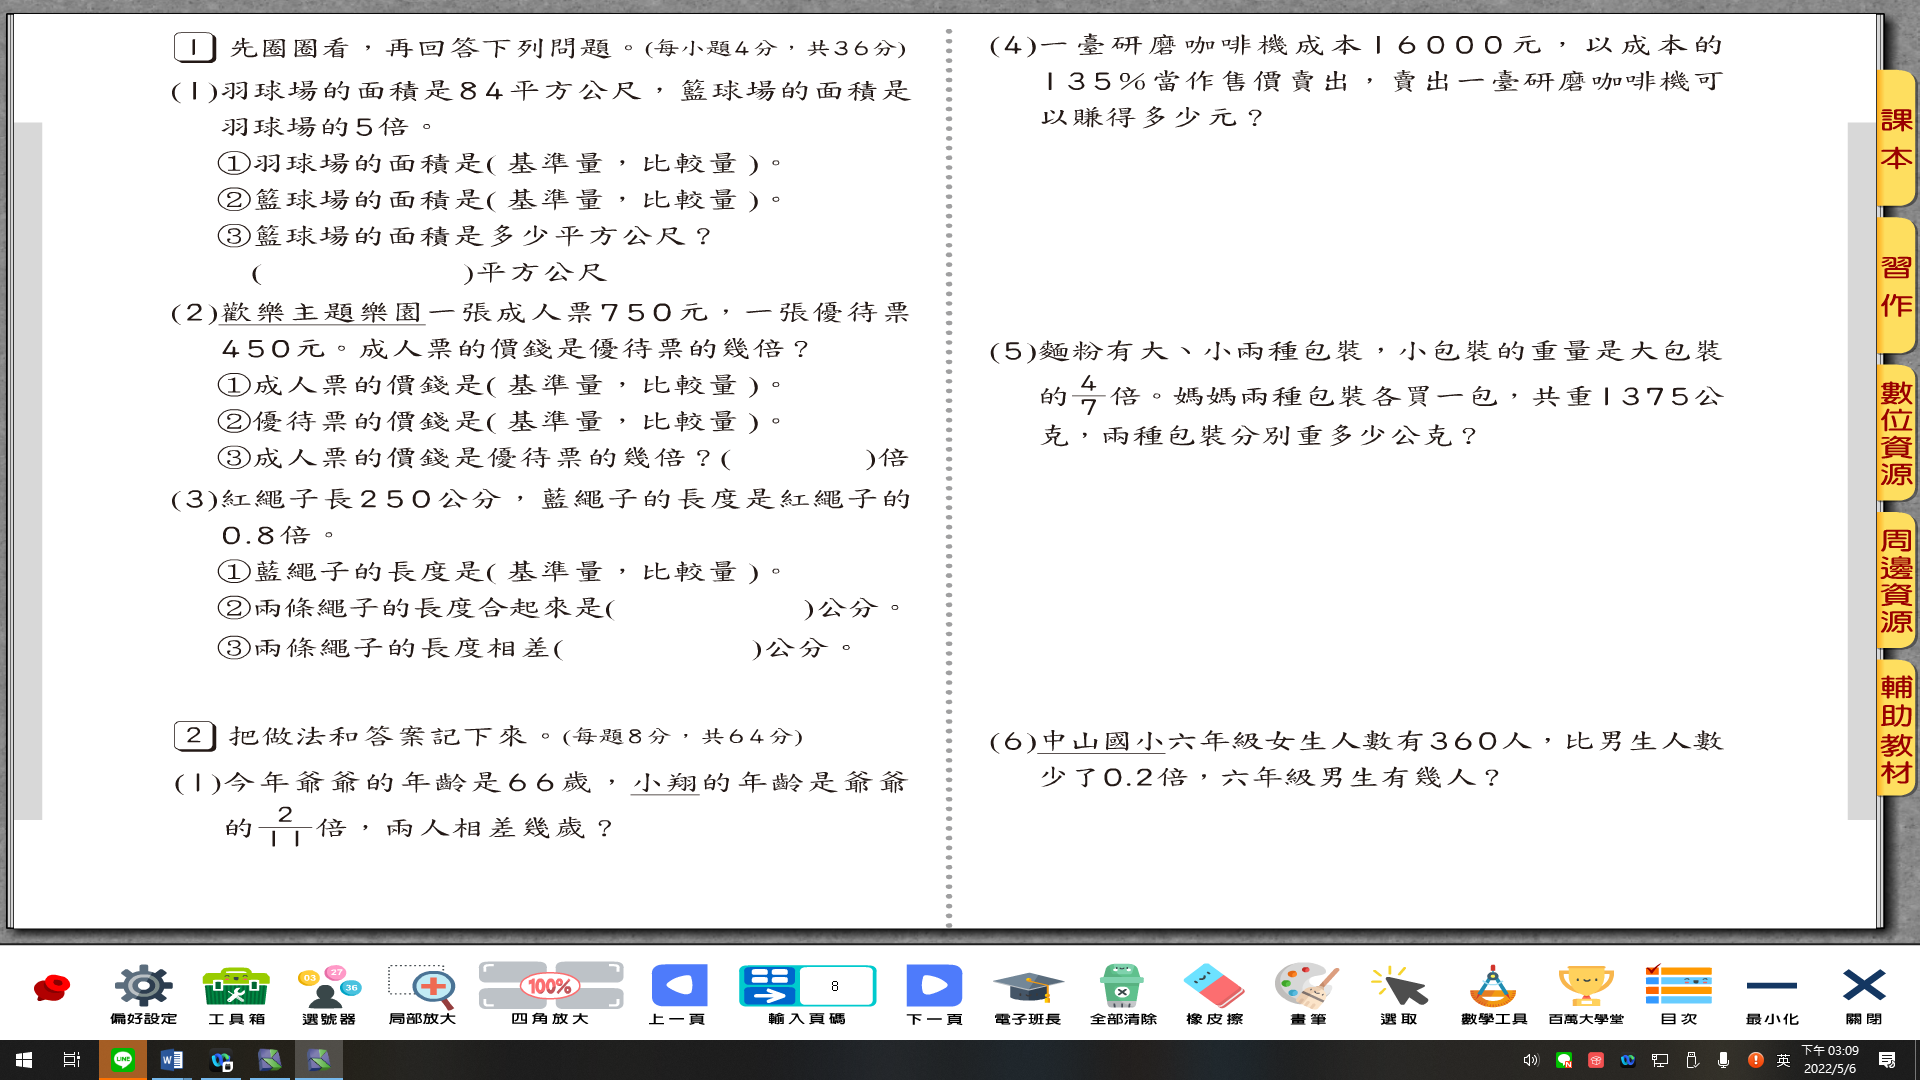 1 先圈圈看，再回答下列問題。(每小題4分，共36分)
(1)羽球場的面積是84平方公尺，籃球場的面積是
羽球場的5倍。
①羽球場的面積是( 基準量，比較量 )。
②籃球場的面積是( 基準量，比較量 )。
③籃球場的面積是多少平方公尺？
(　　　　　　)平方公尺
(2)歡樂主題樂園一張成人票750元，一張優待票
450元。成人票的價錢是優待票的幾倍？
①成人票的價錢是( 基準量，比較量 )。
②優待票的價錢是( 基準量，比較量 )。
③成人票的價錢是優待票的幾倍？(　　　　)倍
(3)紅繩子長250公分，藍繩子的長度是紅繩子的
0.8倍。
①藍繩子的長度是( 基準量，比較量 )。
②兩條繩子的長度合起來是(　　　　　　)公分。
③兩條繩子的長度相差(　　　　　　)公分。
2 把做法和答案記下來。(每題8分，共64分)
(1)今年爺爺的年齡是66歲，小翔的年齡是爺爺
的2/11倍，兩人相差幾歲？
(4)一臺研磨咖啡機成本16000元，以成本的
135%當作售價賣出，賣出一臺研磨咖啡機可
以賺得多少元？
(5)麵粉有大、小兩種包裝，小包裝的重量是大包裝
的4/7倍。媽媽兩種包裝各買一包，共重1375公
克，兩種包裝分別重多少公克？
(6)中山國小六年級女生人數有360人，比男生人數
少了0.2倍，六年級男生有幾人？
課本
習作
數位資源
周邊資源
輔助教材
03 27 36
100%
8
偏好設定 工具箱 選號器 局部放大 四角放大 上一頁 輸入頁碼 下一頁 電子班長 全部清除 橡皮擦 畫筆 選取 數學工具 百萬大學堂 目次 最小化 關閉
LINE
英
下午 03:09
2022/5/6